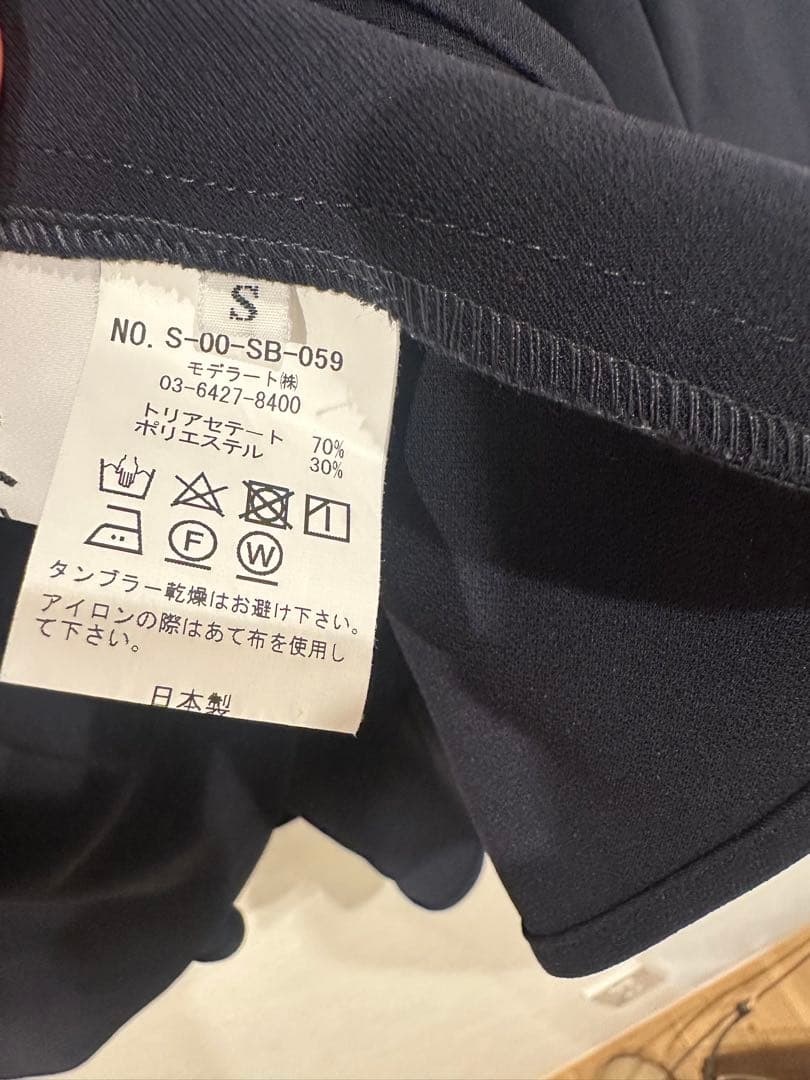 S
NO. S-00-SB-059
モデラート㈱
03-6427-8400
トリアセテート 70%
ポリエステル 30%
F W
タンブラー乾燥はお避け下さい。
アイロンの際はあて布を使用し
て下さい。
日本製